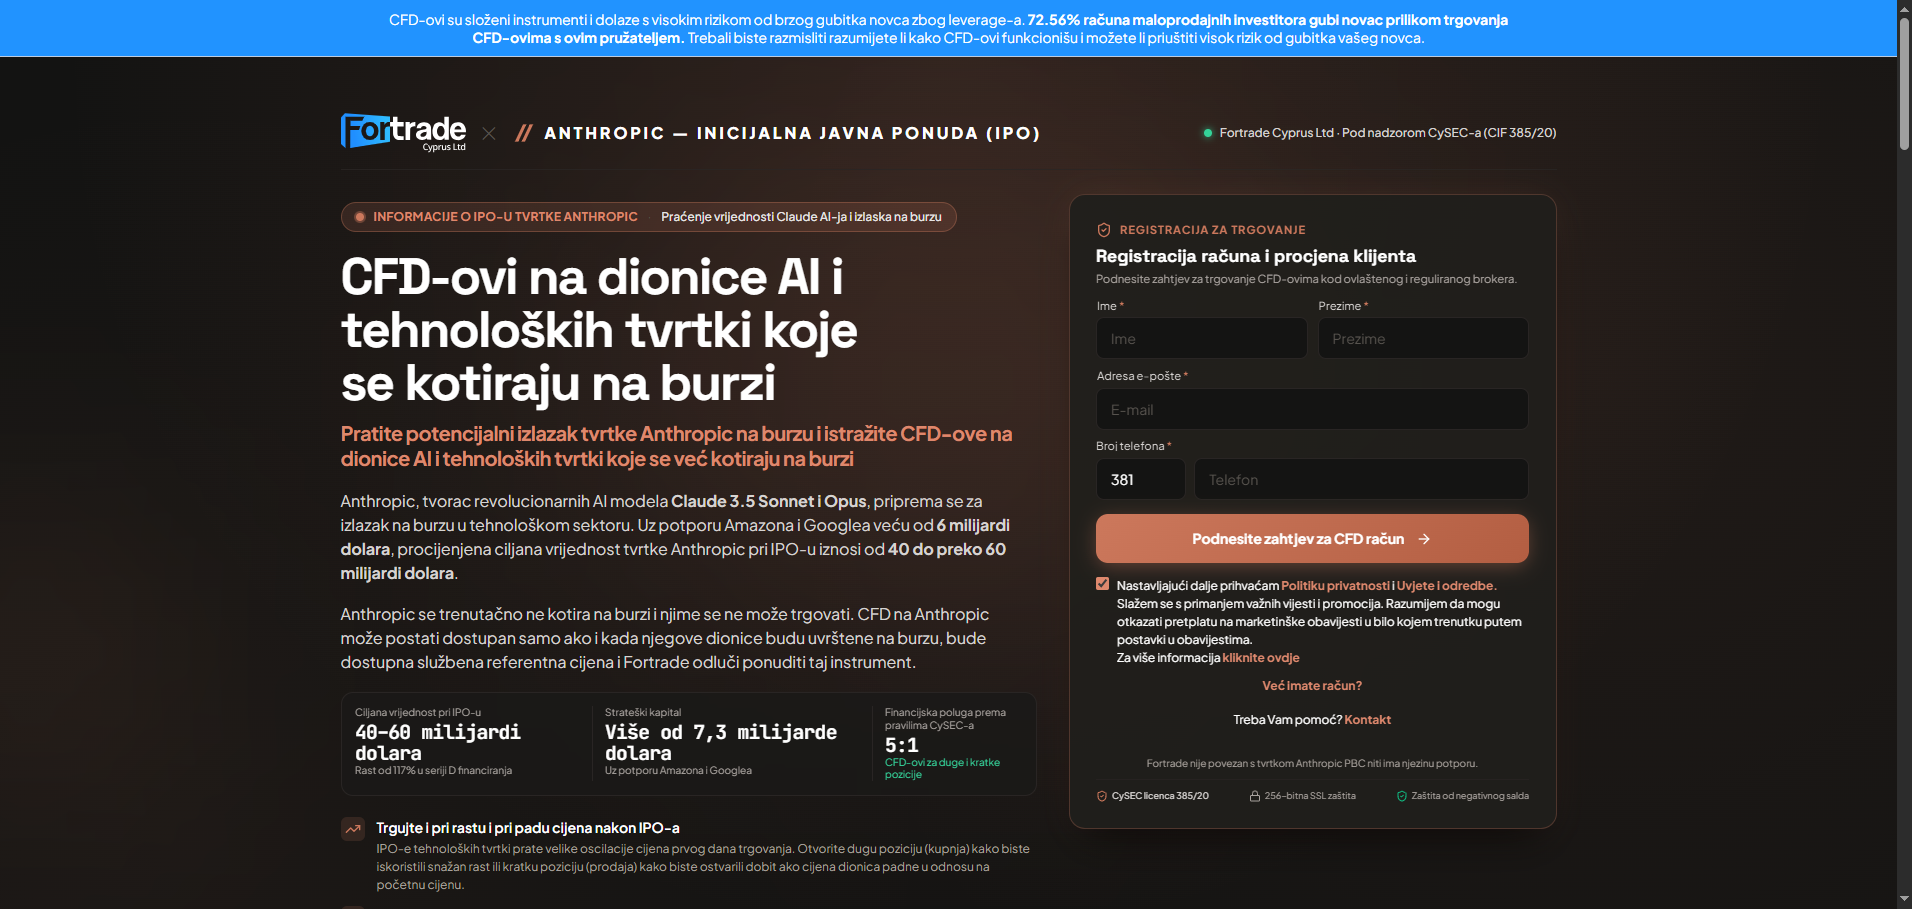 CFD-ovi su složeni instrumenti i dolaze s visokim rizikom od brzog gubitka novca zbog leverage-a. 72.56% računa maloprodajnih investitora gubi novac prilikom trgovanja
CFD-ovima s ovim pružateljem. Trebali biste razmisliti razumijete li kako CFD-ovi funkcionišu i možete li priuštiti visok rizik od gubitka vašeg novca.
Fortrade
Cyprus Ltd
// ANTHROPIC — INICIJALNA JAVNA PONUDA (IPO)
Fortrade Cyprus Ltd · Pod nadzorom CySEC-a (CIF 385/20)
INFORMACIJE O IPO-U TVRTKE ANTHROPIC · Praćenje vrijednosti Claude AI-ja i izlaska na burzu
CFD-ovi na dionice AI i
tehnoloških tvrtki koje
se kotiraju na burzi
Pratite potencijalni izlazak tvrtke Anthropic na burzu i istražite CFD-ove na
dionice AI i tehnoloških tvrtki koje se već kotiraju na burzi
Anthropic, tvorac revolucionarnih AI modela Claude 3.5 Sonnet i Opus, priprema se za
izlazak na burzu u tehnološkom sektoru. Uz potporu Amazona i Googlea veću od 6 milijardi
dolara, procijenjena ciljana vrijednost tvrtke Anthropic pri IPO-u iznosi od 40 do preko 60
milijardi dolara.
Anthropic se trenutačno ne kotira na burzi i njime se ne može trgovati. CFD na Anthropic
može postati dostupan samo ako i kada njegove dionice budu uvrštene na burzu, bude
dostupna službena referentna cijena i Fortrade odluči ponuditi taj instrument.
Ciljana vrijednost pri IPO-u
40–60 milijardi
dolara
Rast od 117% u seriji D financiranja
Strateški kapital
Više od 7,3 milijarde
dolara
Uz potporu Amazona i Googlea
Financijska poluga prema
pravilima CySEC-a
5:1
CFD-ovi za duge i kratke
pozicije
Trgujte i pri rastu i pri padu cijena nakon IPO-a
IPO-e tehnoloških tvrtki prate velike oscilacije cijena prvog dana trgovanja. Otvorite dugu poziciju (kupnja) kako biste
iskoristili snažan rast ili kratku poziciju (prodaja) kako biste ostvarili dobit ako cijena dionica padne u odnosu na
početnu cijenu.
REGISTRACIJA ZA TRGOVANJE
Registracija računa i procjena klijenta
Podnesite zahtjev za trgovanje CFD-ovima kod ovlaštenog i reguliranog brokera.
Ime * Prezime *
Ime Prezime
Adresa e-pošte *
E-mail
Broj telefona *
381 Telefon
Podnesite zahtjev za CFD račun →
Nastavljajući dalje prihvaćam Politiku privatnosti i Uvjete i odredbe.
Slažem se s primanjem važnih vijesti i promocija. Razumijem da mogu
otkazati pretplatu na marketinške obavijesti u bilo kojem trenutku putem
postavki u obavijestima.
Za više informacija kliknite ovdje
Već imate račun?
Treba Vam pomoć? Kontakt
Fortrade nije povezan s tvrtkom Anthropic PBC niti ima njezinu potporu.
CySEC licenca 385/20 256-bitna SSL zaštita Zaštita od negativnog salda